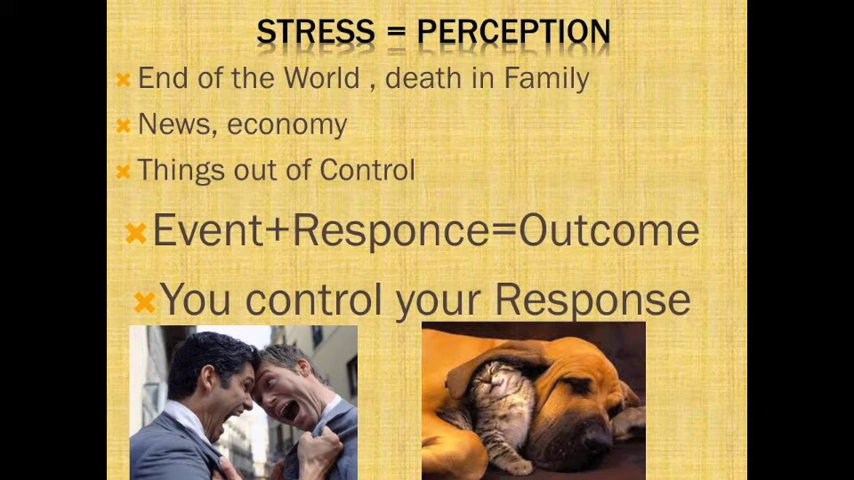 STRESS = PERCEPTION
End of the World , death in Family
News, economy
Things out of Control
Event+Responce=Outcome
You control your Response